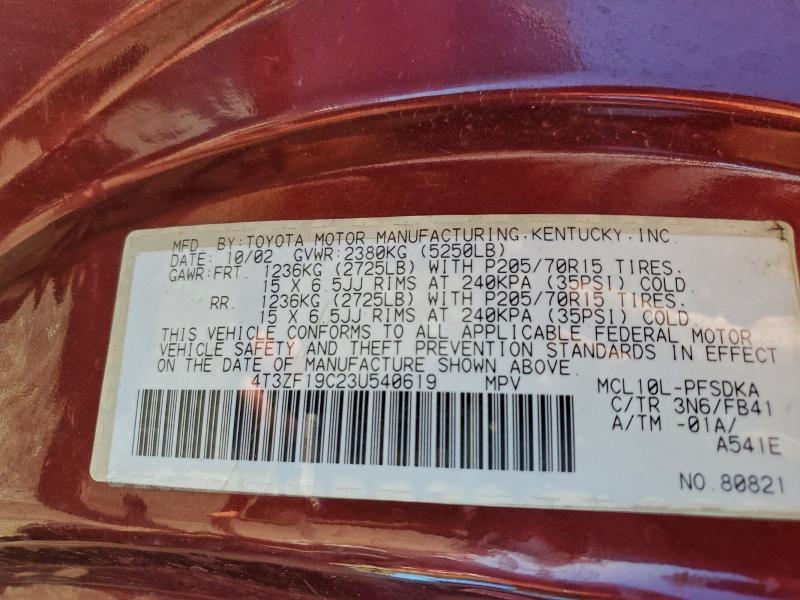 MFD. BY:TOYOTA MOTOR MANUFACTURING,KENTUCKY.INC.
DATE: 10/02 GVWR:2380KG (5250LB)
GAWR:FRT. 1236KG (2725LB) WITH P205/70R15 TIRES.
15 X 6.5JJ RIMS AT 240KPA (35PSI) COLD.
RR. 1236KG (2725LB) WITH P205/70R15 TIRES.
15 X 6.5JJ RIMS AT 240KPA (35PSI) COLD.
THIS VEHICLE CONFORMS TO ALL APPLICABLE FEDERAL MOTOR
VEHICLE SAFETY AND THEFT PREVENTION STANDARDS IN EFFECT
ON THE DATE OF MANUFACTURE SHOWN ABOVE.
4T3ZF19C23U540619 MPV MCL10L-PFSDKA
C/TR 3N6/FB41
A/TM -01A/
A541E
NO.80821